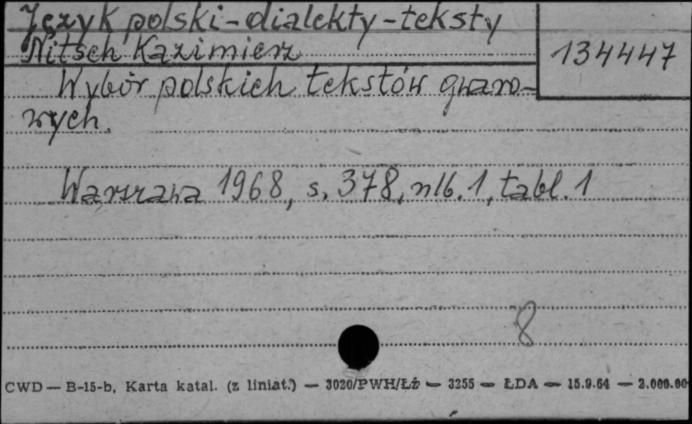 Język polski-dialekty-teksty
Nitsch Kazimierz
134447
Wybór polskich tekstów gwaro-
wych.
Warszawa 1968, s. 378, nlb. 1, tabl. 1
8
CWD — B-15-b, Karta katal. (z liniat.) — 3020/PWH/Łź — 3255 — ŁDA — 15.9.64 — 2.000.00